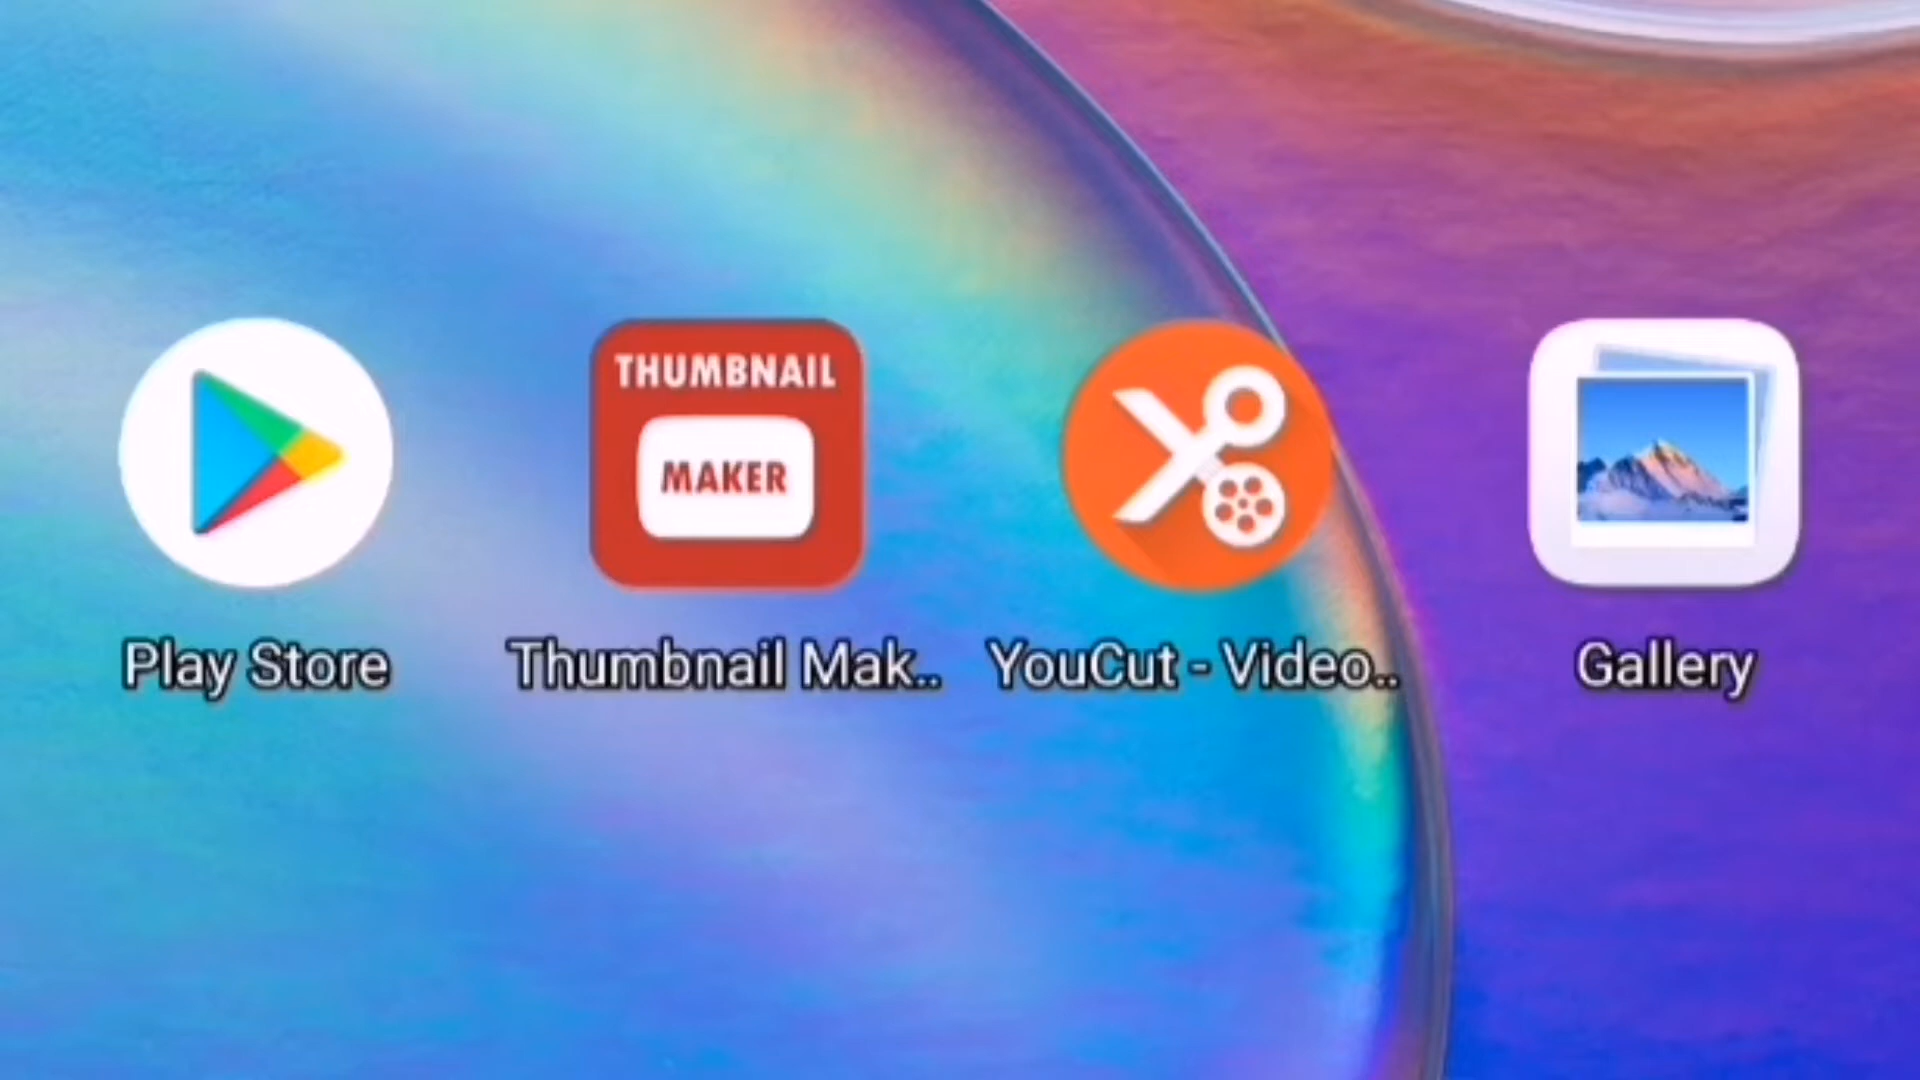 THUMBNAIL
MAKER
Play Store
Thumbnail Mak..
YouCut - Video..
Gallery